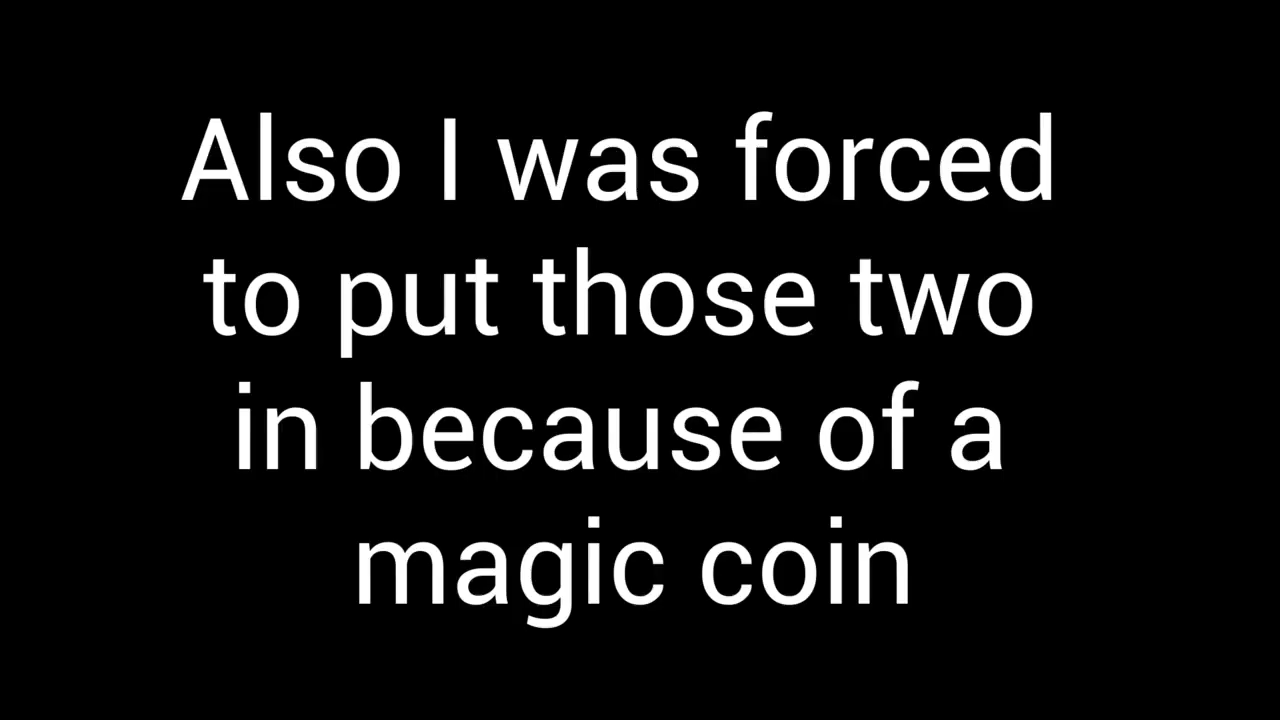 Also I was forced
to put those two
in because of a
magic coin